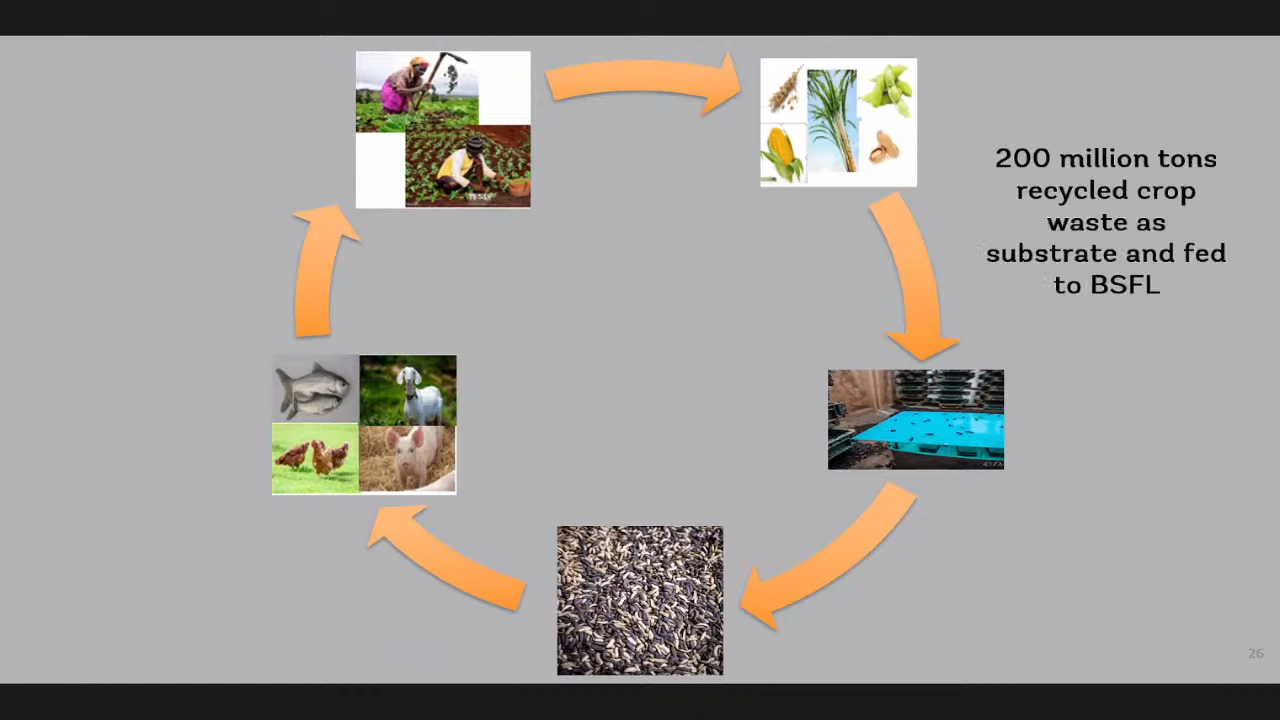 200 million tons
recycled crop
waste as
substrate and fed
to BSFL
26